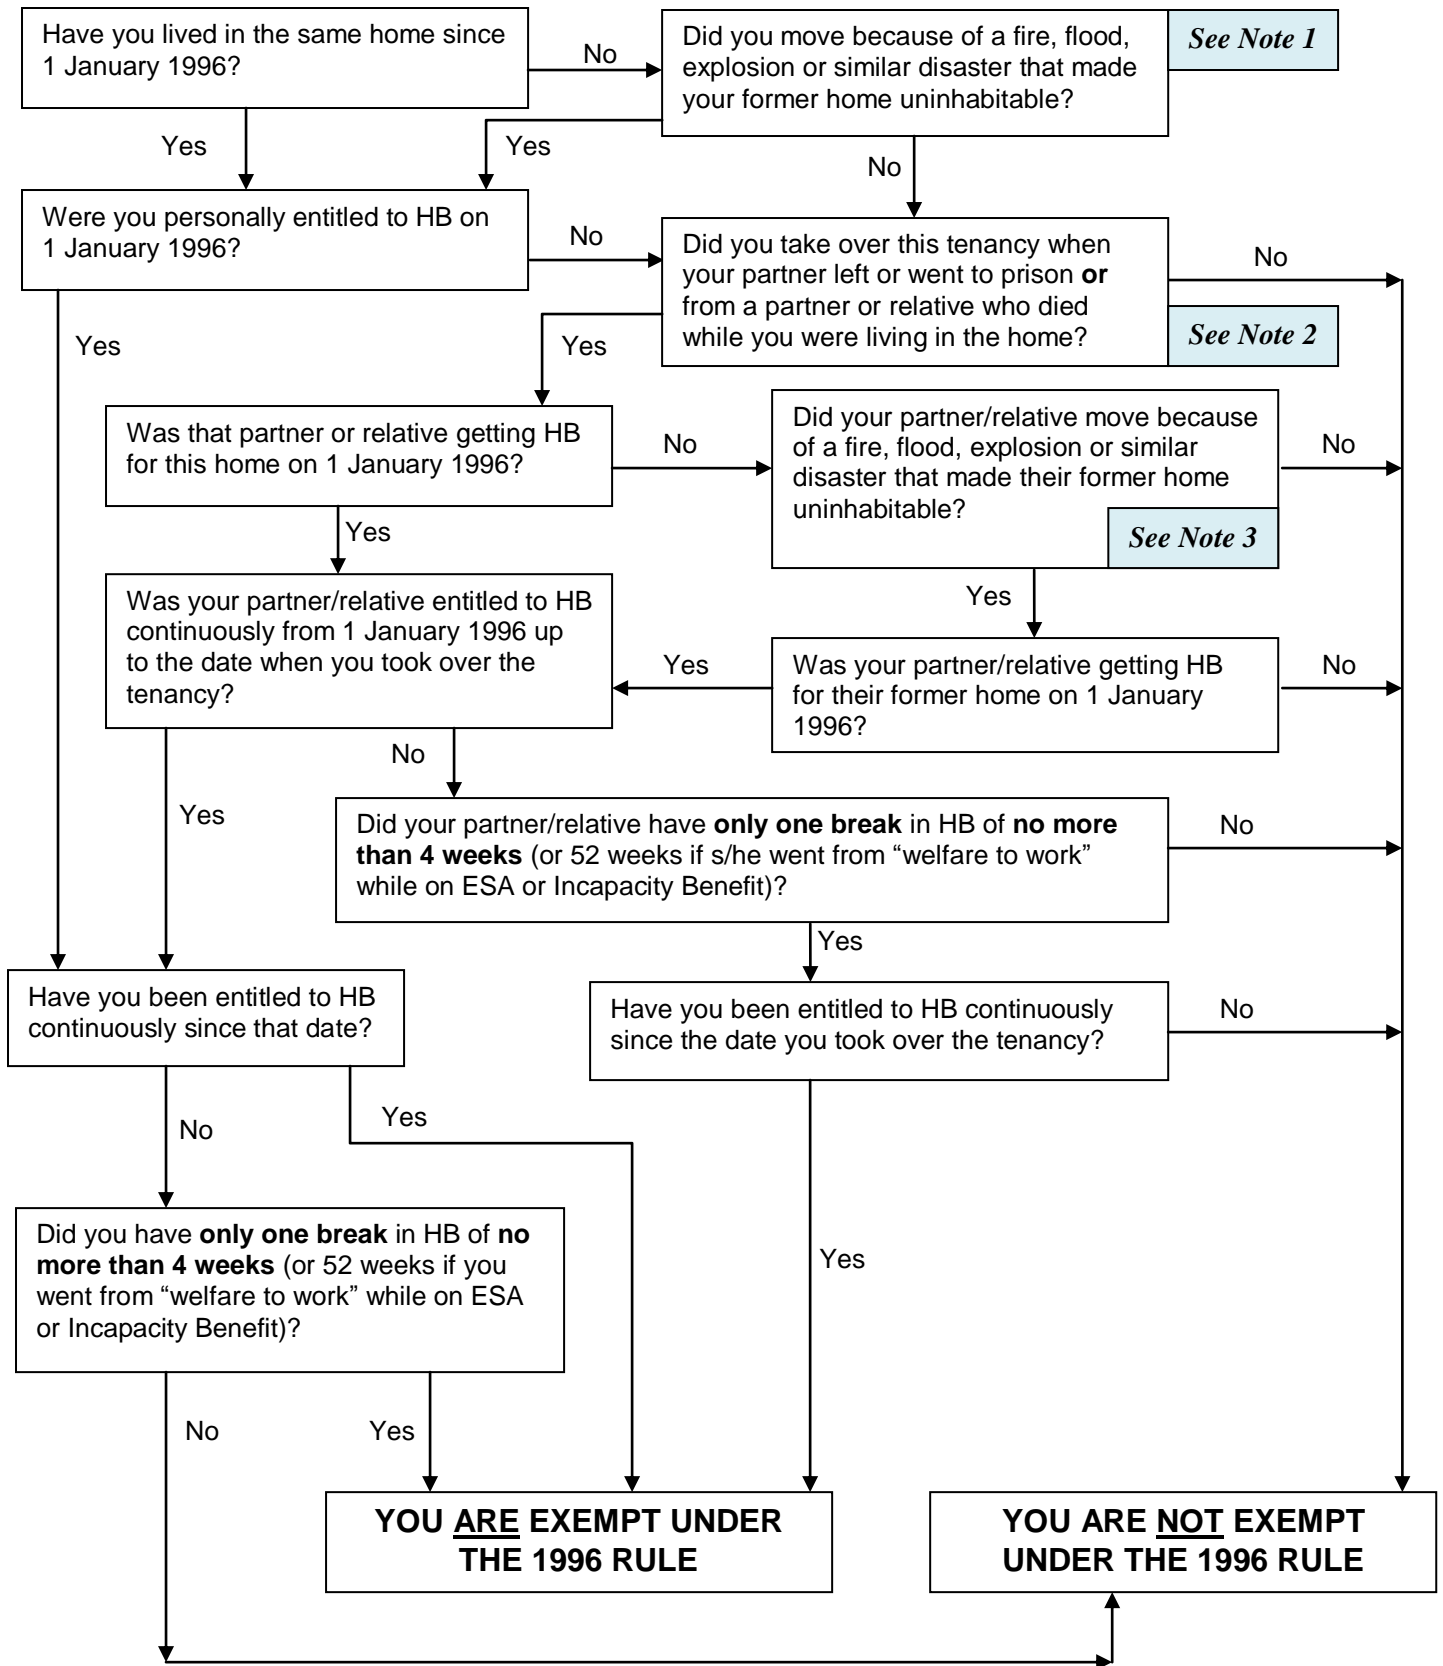 Have you lived in the same home since
1 January 1996?
No
Did you move because of a fire, flood,
explosion or similar disaster that made
your former home uninhabitable?
See Note 1
Yes
Yes
No
Were you personally entitled to HB on
1 January 1996?
No
Did you take over this tenancy when
your partner left or went to prison or
from a partner or relative who died
while you were living in the home?
See Note 2
No
Yes
Yes
Was that partner or relative getting HB
for this home on 1 January 1996?
No
Did your partner/relative move because
of a fire, flood, explosion or similar
disaster that made their former home
uninhabitable?
See Note 3
No
Yes
Yes
Was your partner/relative entitled to HB
continuously from 1 January 1996 up
to the date when you took over the
tenancy?
Yes
Was your partner/relative getting HB
for their former home on 1 January
1996?
No
No
Yes
Did your partner/relative have only one break in HB of no more
than 4 weeks (or 52 weeks if s/he went from “welfare to work”
while on ESA or Incapacity Benefit)?
No
Yes
Have you been entitled to HB
continuously since that date?
Have you been entitled to HB continuously
since the date you took over the tenancy?
No
No
Yes
Did you have only one break in HB of no
more than 4 weeks (or 52 weeks if you
went from “welfare to work” while on ESA
or Incapacity Benefit)?
Yes
No
Yes
YOU ARE EXEMPT UNDER
THE 1996 RULE
YOU ARE NOT EXEMPT
UNDER THE 1996 RULE